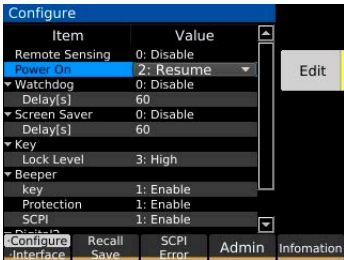 Configure
Item Value
Remote Sensing 0: Disable
Power On 2: Resume
Watchdog 0: Disable
Delay[s] 60
Screen Saver 0: Disable
Delay[s] 60
Key
Lock Level 3: High
Beeper
key 1: Enable
Protection 1: Enable
SCPI 1: Enable
Edit
·Configure Recall SCPI Admin Infomation
·Interface Save Error